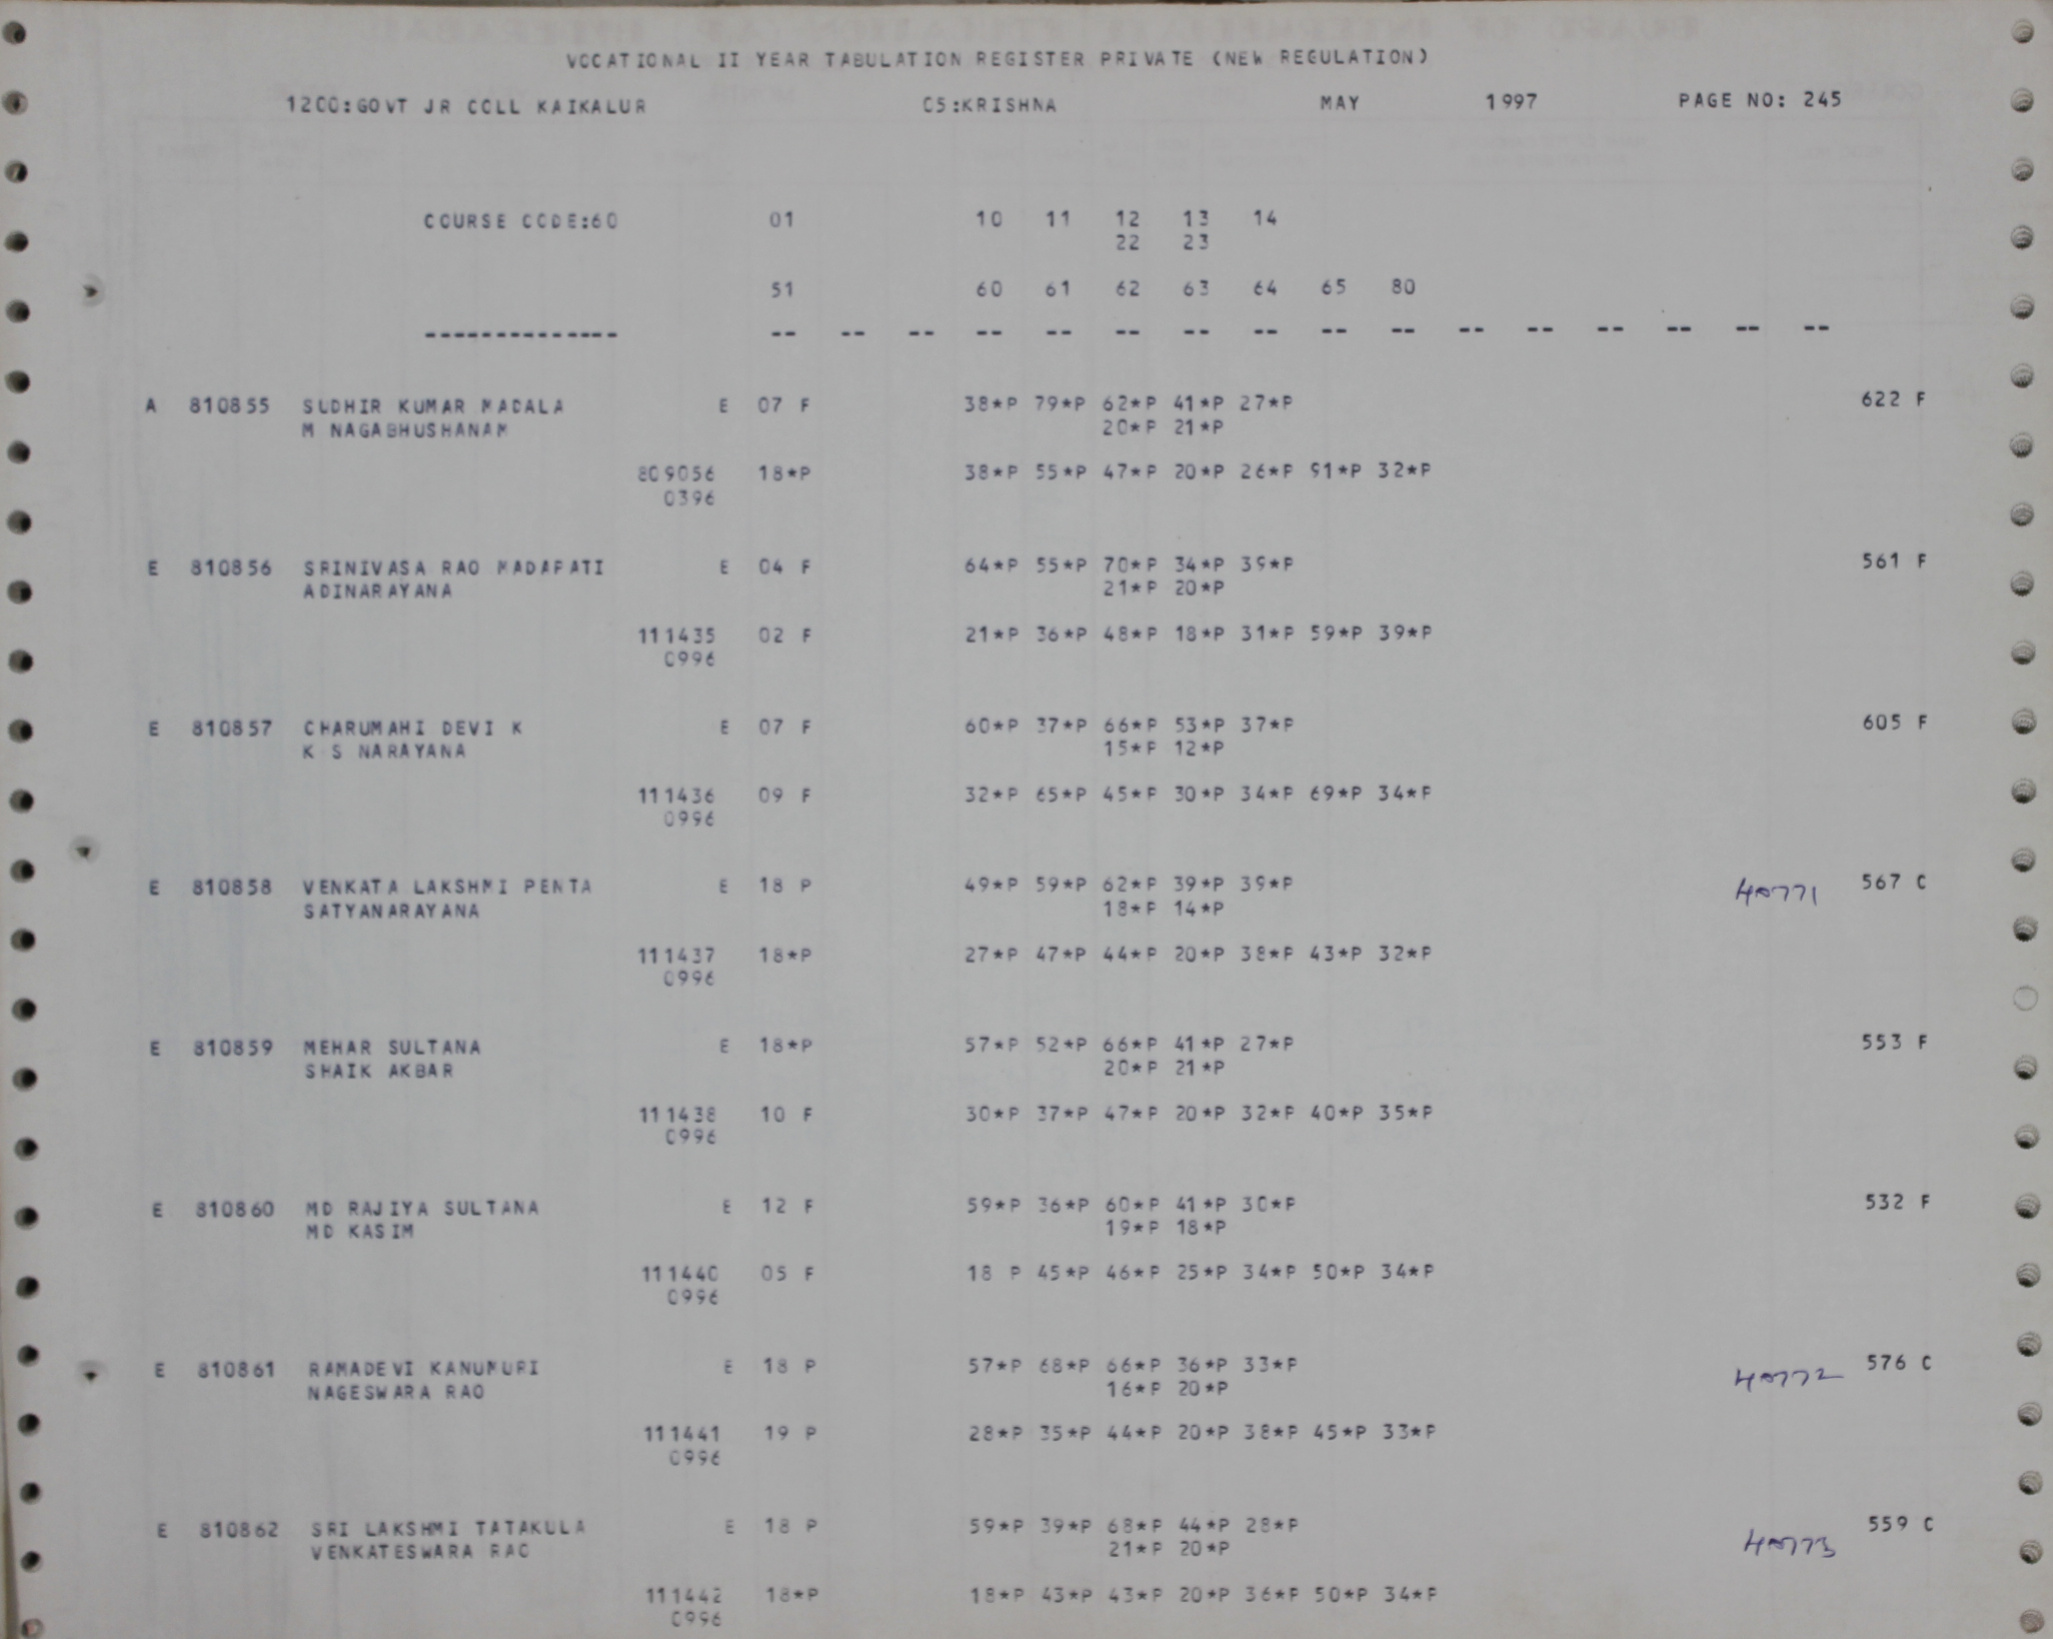 VOCATIONAL II YEAR TABULATION REGISTER PRIVATE (NEW REGULATION)
1200:GOVT JR COLL KAIKALUR 05:KRISHNA MAY 1997 PAGE NO: 245
COURSE CODE:60 01 10 11 12 13 14
22 23
51 60 61 62 63 64 65 80
-------------- -- -- -- -- -- -- -- -- -- -- -- -- -- -- -- --
A 810855 SUDHIR KUMAR MADALA E 07 F 38*P 79*P 62*P 41*P 27*P 622 F
M NAGABHUSHANAM 20*P 21*P
809056 18*P 38*P 55*P 47*P 20*P 26*P 91*P 32*P
0396
E 810856 SRINIVASA RAO MADAPATI E 04 F 64*P 55*P 70*P 34*P 39*P 561 F
ADINARAYANA 21*P 20*P
111435 02 F 21*P 36*P 48*P 18*P 31*P 59*P 39*P
0996
E 810857 CHARUMAHI DEVI K E 07 F 60*P 37*P 66*P 53*P 37*P 605 F
K S NARAYANA 15*P 12*P
111436 09 F 32*P 65*P 45*P 30*P 34*P 69*P 34*P
0996
E 810858 VENKATA LAKSHMI PENTA E 18 P 49*P 59*P 62*P 39*P 39*P 40771 567 C
SATYANARAYANA 18*P 14*P
111437 18*P 27*P 47*P 44*P 20*P 38*P 43*P 32*P
0996
E 810859 MEHAR SULTANA E 18*P 57*P 52*P 66*P 41*P 27*P 553 F
SHAIK AKBAR 20*P 21*P
111438 10 F 30*P 37*P 47*P 20*P 32*P 40*P 35*P
0996
E 810860 MD RAJIYA SULTANA E 12 F 59*P 36*P 60*P 41*P 30*P 532 F
MD KASIM 19*P 18*P
111440 05 F 18 P 45*P 46*P 25*P 34*P 50*P 34*P
0996
E 810861 RAMADEVI KANUMURI E 18 P 57*P 68*P 66*P 36*P 33*P 40772 576 C
NAGESWARA RAO 16*P 20*P
111441 19 P 28*P 35*P 44*P 20*P 38*P 45*P 33*P
0996
E 810862 SRI LAKSHMI TATAKULA E 18 P 59*P 39*P 68*P 44*P 28*P 40773 559 C
VENKATESWARA RAO 21*P 20*P
111442 18*P 18*P 43*P 43*P 20*P 36*P 50*P 34*P
0996